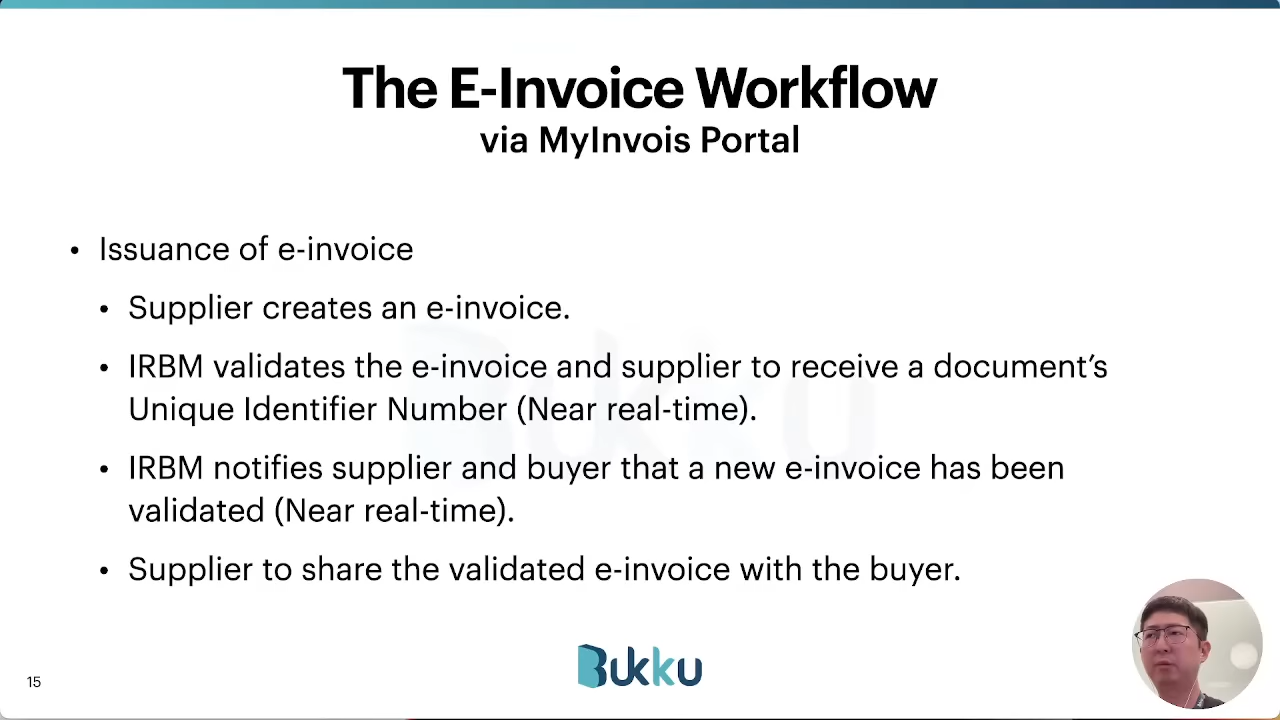 The E-Invoice Workflow
via MyInvois Portal
• Issuance of e-invoice
• Supplier creates an e-invoice.
• IRBM validates the e-invoice and supplier to receive a document’s
Unique Identifier Number (Near real-time).
• IRBM notifies supplier and buyer that a new e-invoice has been
validated (Near real-time).
• Supplier to share the validated e-invoice with the buyer.
Bukku
15